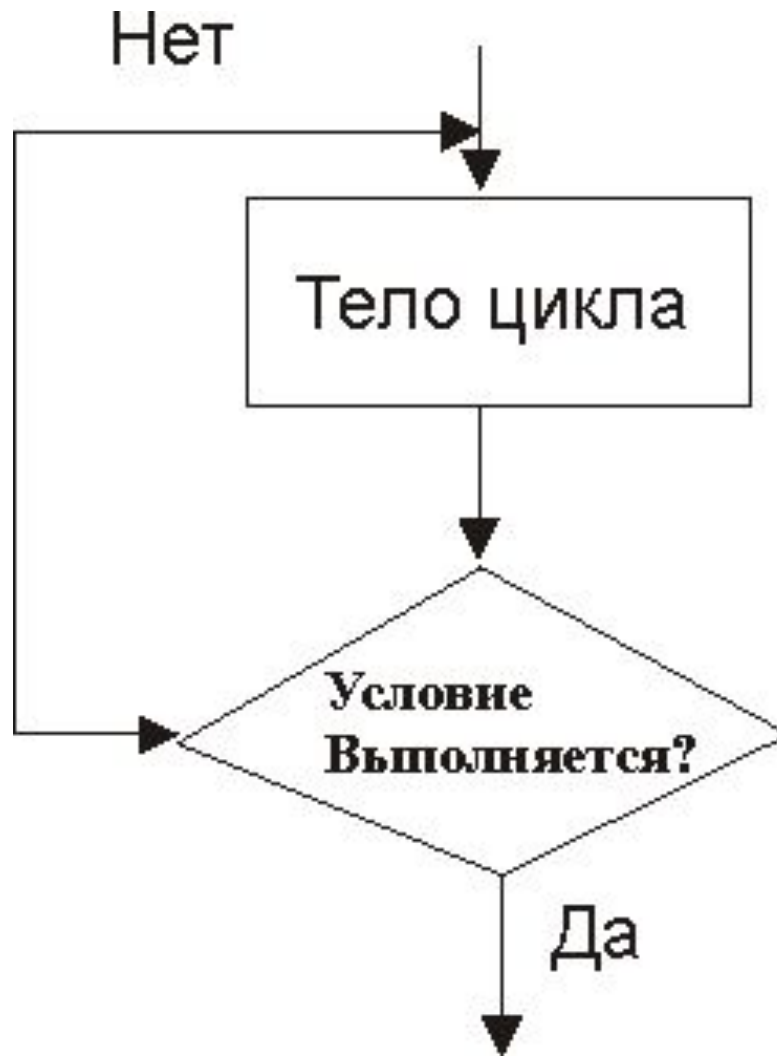 Нет
Тело цикла
Условие
Выполняется?
Да